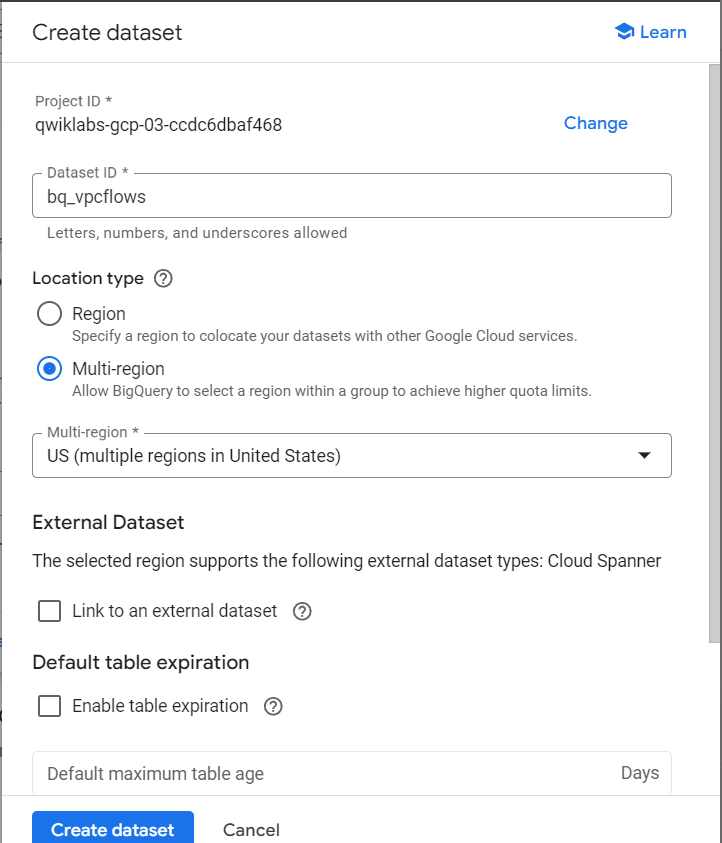 Create dataset
Learn
Project ID *
qwiklabs-gcp-03-ccdc6dbaf468
Change
Dataset ID *
bq_vpcflows
Letters, numbers, and underscores allowed
Location type
Region
Specify a region to colocate your datasets with other Google Cloud services.
Multi-region
Allow BigQuery to select a region within a group to achieve higher quota limits.
Multi-region *
US (multiple regions in United States)
External Dataset
The selected region supports the following external dataset types: Cloud Spanner
Link to an external dataset
Default table expiration
Enable table expiration
Default maximum table age
Days
Create dataset
Cancel